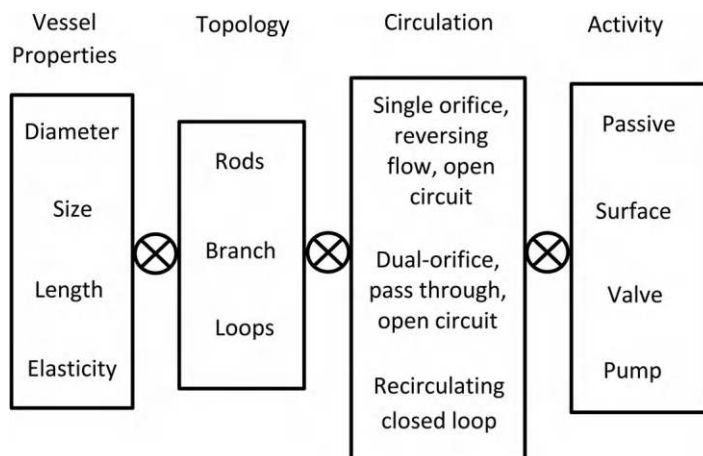 Vessel
Properties
Topology
Circulation
Activity
Diameter
Size
Length
Elasticity
Rods
Branch
Loops
Single orifice,
reversing
flow, open
circuit
Dual-orifice,
pass through,
open circuit
Recirculating
closed loop
Passive
Surface
Valve
Pump